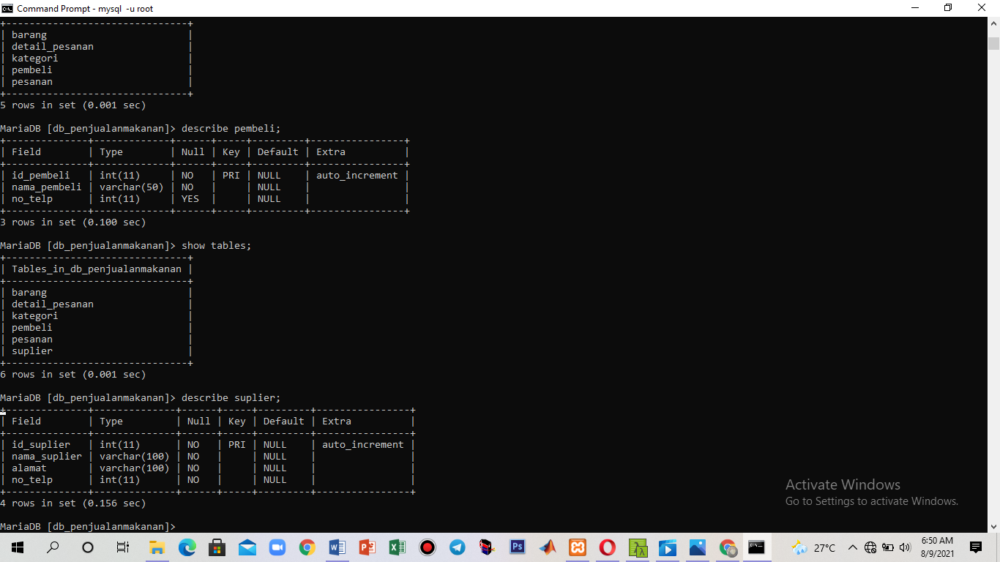 Command Prompt - mysql  -u root
+-------------------------------+
| barang                        |
| detail_pesanan                |
| kategori                      |
| pembeli                       |
| pesanan                       |
+-------------------------------+
5 rows in set (0.001 sec)
MariaDB [db_penjualanmakanan]> describe pembeli;
+--------------+-------------+------+-----+---------+----------------+
| Field        | Type        | Null | Key | Default | Extra          |
+--------------+-------------+------+-----+---------+----------------+
| id_pembeli   | int(11)     | NO   | PRI | NULL    | auto_increment |
| nama_pembeli | varchar(50) | NO   |     | NULL    |                |
| no_telp      | int(11)     | YES  |     | NULL    |                |
+--------------+-------------+------+-----+---------+----------------+
3 rows in set (0.100 sec)
MariaDB [db_penjualanmakanan]> show tables;
+-------------------------------+
| Tables_in_db_penjualanmakanan |
+-------------------------------+
| barang                        |
| detail_pesanan                |
| kategori                      |
| pembeli                       |
| pesanan                       |
| suplier                       |
+-------------------------------+
6 rows in set (0.001 sec)
MariaDB [db_penjualanmakanan]> describe suplier;
+--------------+--------------+------+-----+---------+----------------+
| Field        | Type         | Null | Key | Default | Extra          |
+--------------+--------------+------+-----+---------+----------------+
| id_suplier   | int(11)      | NO   | PRI | NULL    | auto_increment |
| nama_suplier | varchar(100) | NO   |     | NULL    |                |
| alamat       | varchar(100) | NO   |     | NULL    |                |
| no_telp      | int(11)      | NO   |     | NULL    |                |
+--------------+--------------+------+-----+---------+----------------+
4 rows in set (0.156 sec)
MariaDB [db_penjualanmakanan]>
Activate Windows
Go to Settings to activate Windows.
27°C
6:50 AM
8/9/2021